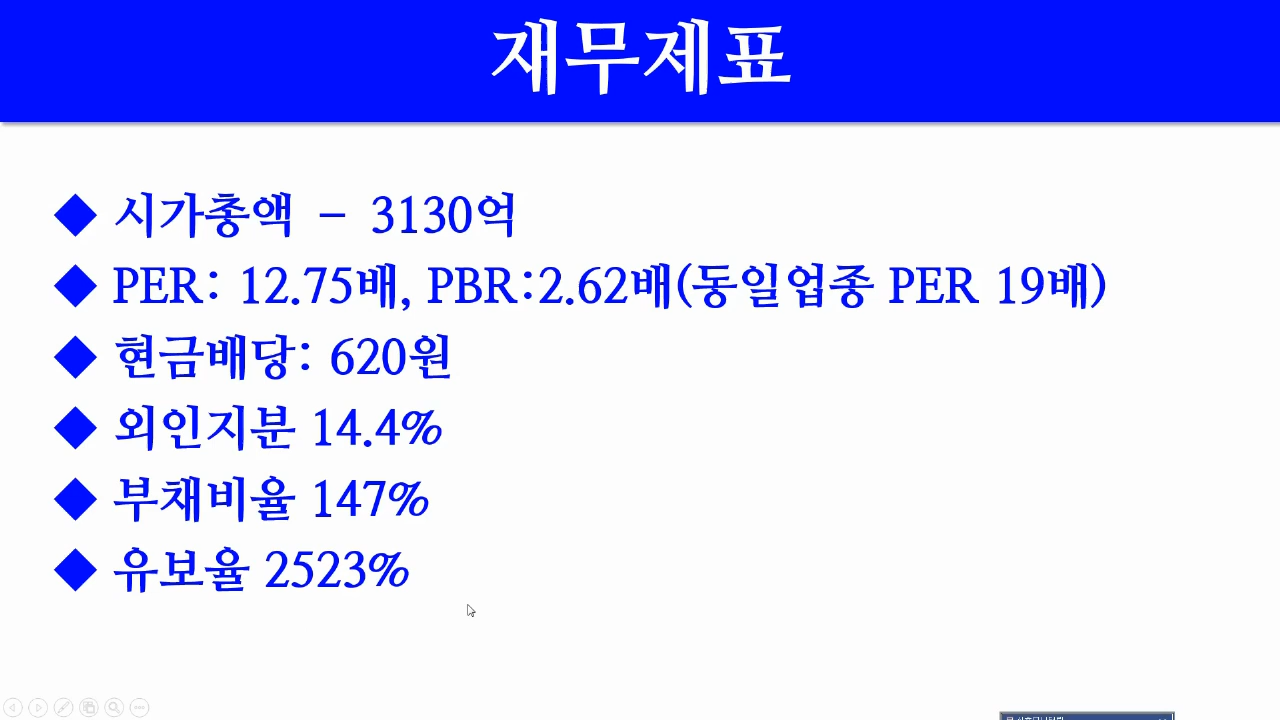 재무제표
◆ 시가총액 - 3130억
◆ PER: 12.75배, PBR:2.62배(동일업종 PER 19배)
◆ 현금배당: 620원
◆ 외인지분 14.4%
◆ 부채비율 147%
◆ 유보율 2523%